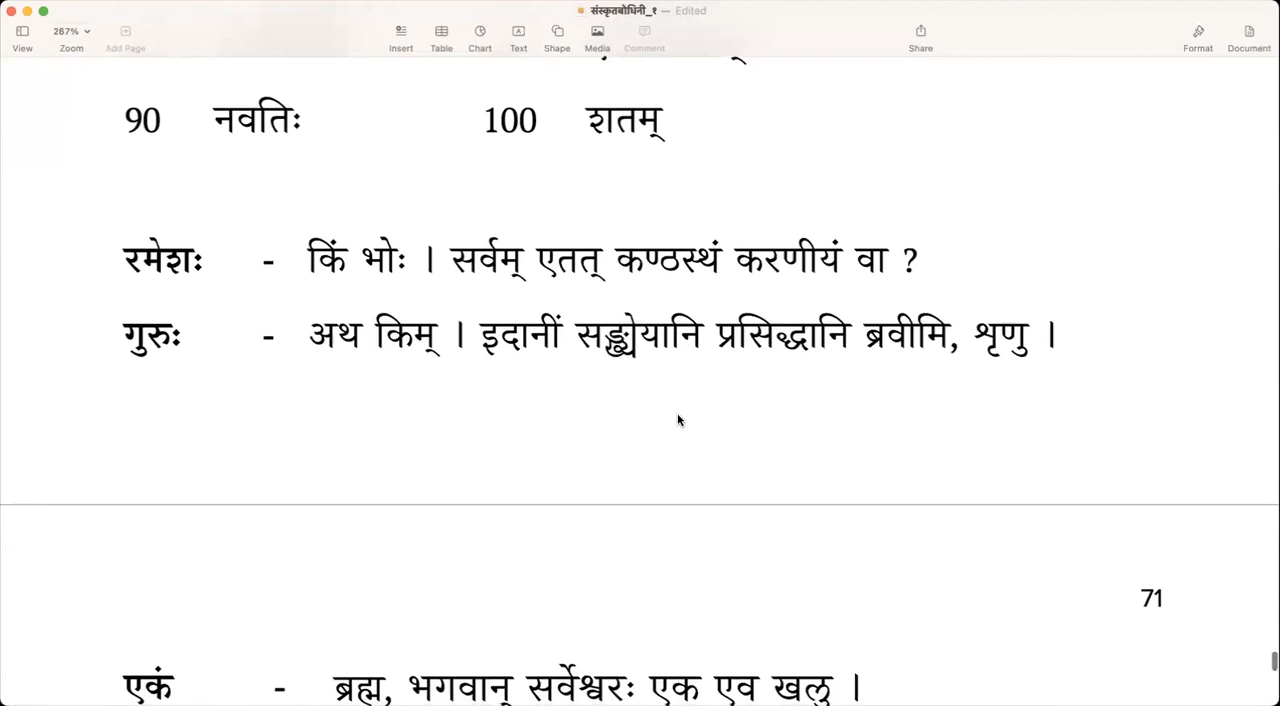 संस्कृतबोधिनी_१ — Edited
267%
View Zoom Add Page Insert Table Chart Text Shape Media Comment Share Format Document
90 नवतिः 100 शतम्
रमेशः - किं भोः । सर्वम् एतत् कण्ठस्थं करणीयं वा ?
गुरुः - अथ किम् । इदानीं सङ्ख्येयानि प्रसिद्धानि ब्रवीमि, शृणु ।
71
एकं - ब्रह्म, भगवान् सर्वेश्वरः एक एव खलु ।